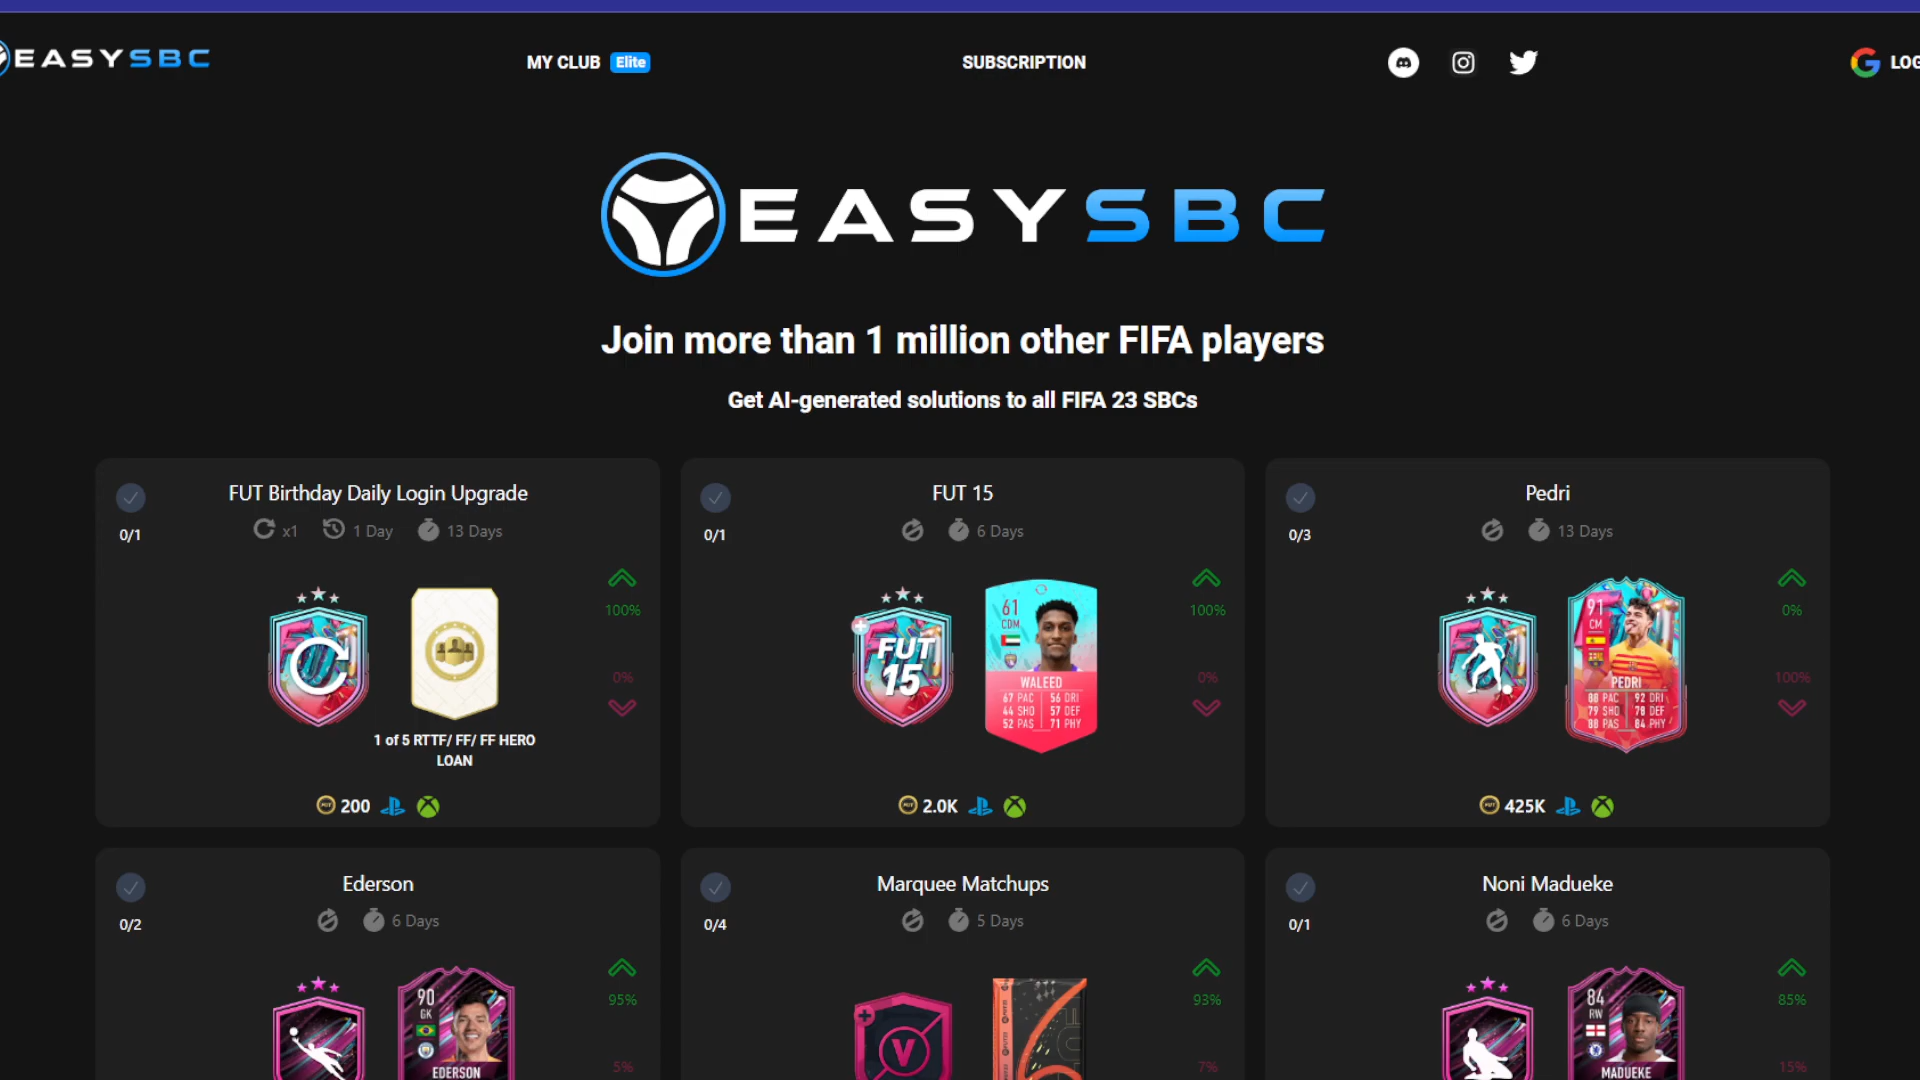 EASYSBC
MY CLUB Elite
SUBSCRIPTION
LOG
EASYSBC
Join more than 1 million other FIFA players
Get AI-generated solutions to all FIFA 23 SBCs
FUT Birthday Daily Login Upgrade
0/1
x1 1 Day 13 Days
100%
0%
1 of 5 RTTF/ FF/ FF HERO
LOAN
200
FUT 15
0/1
6 Days
FUT
15
61
CDM
WALEED
67 PAC 56 DRI
44 SHO 57 DEF
52 PAS 71 PHY
100%
0%
2.0K
Pedri
0/3
13 Days
91
CM
PEDRI
88 PAC 92 DRI
79 SHO 78 DEF
88 PAS 84 PHY
0%
100%
425K
Ederson
0/2
6 Days
90
GK
EDERSON
95%
5%
Marquee Matchups
0/4
5 Days
V
93%
7%
Noni Madueke
0/1
6 Days
84
RW
MADUEKE
85%
15%